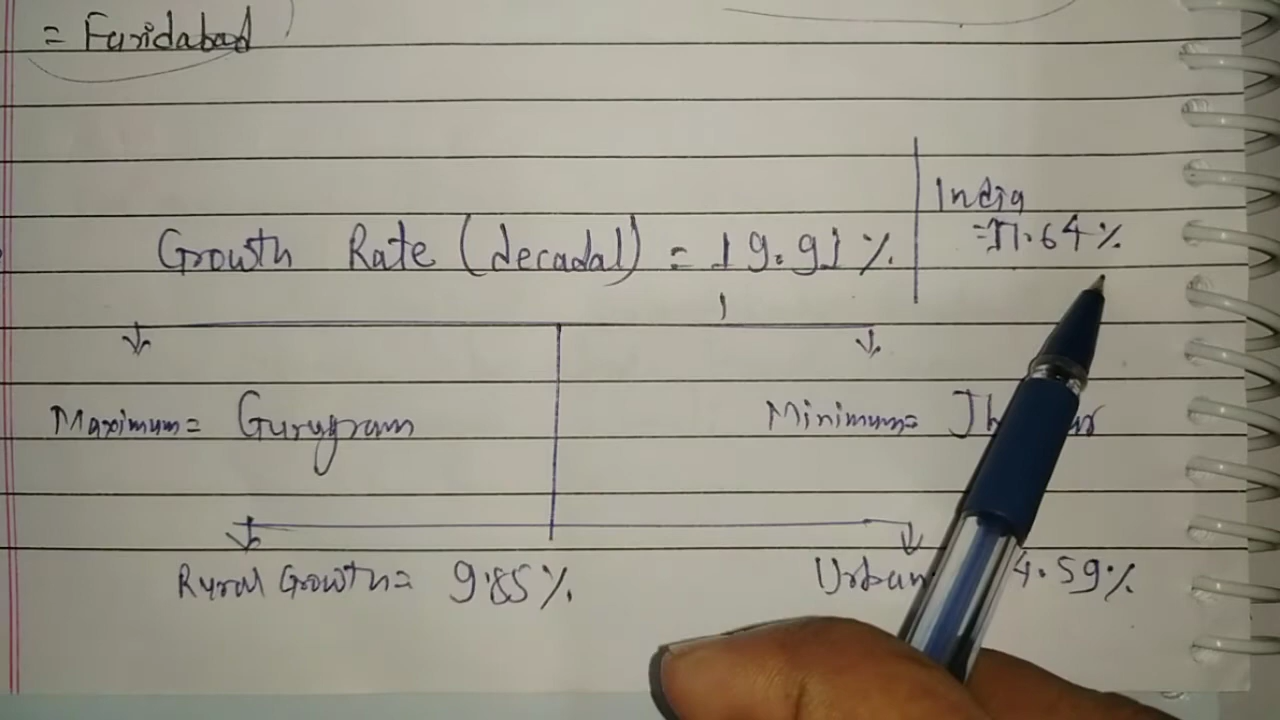 = Faridabad
India
Growth Rate (decadal) = 19.91 %.
= 17.64 %
Maximum = Gurugram
Minimum =
Rural Growth = 9.85 %.
Urban 4.59 %